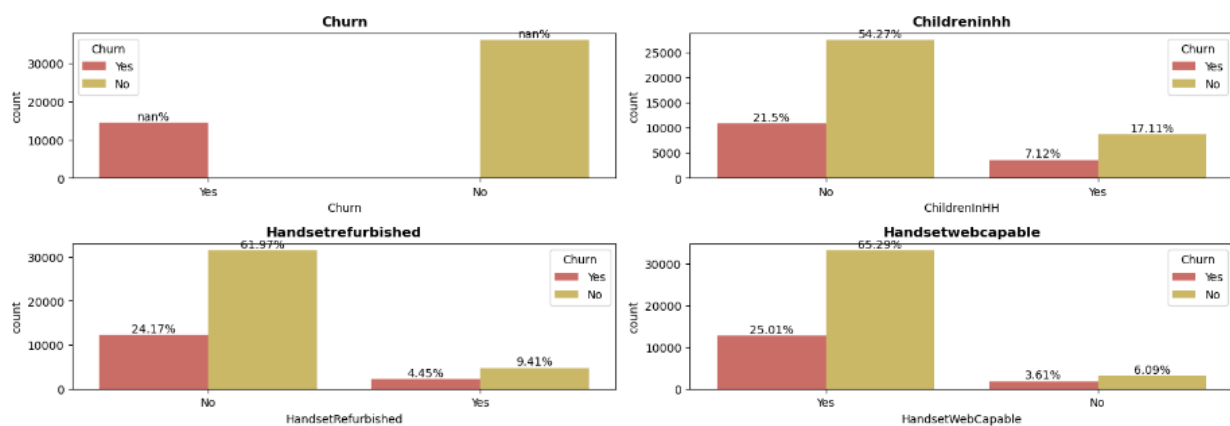 Churn
Churn
Yes
No
nan%
nan%
count
30000
20000
10000
0
Yes
No
Churn
Childreninhh
Churn
Yes
No
21.5%
54.27%
7.12%
17.11%
count
25000
20000
15000
10000
5000
0
No
Yes
ChildrenInHH
Handsetrefurbished
Churn
Yes
No
24.17%
61.97%
4.45%
9.41%
count
30000
20000
10000
0
No
Yes
HandsetRefurbished
Handsetwebcapable
Churn
Yes
No
25.01%
65.29%
3.61%
6.09%
count
30000
20000
10000
0
Yes
No
HandsetWebCapable